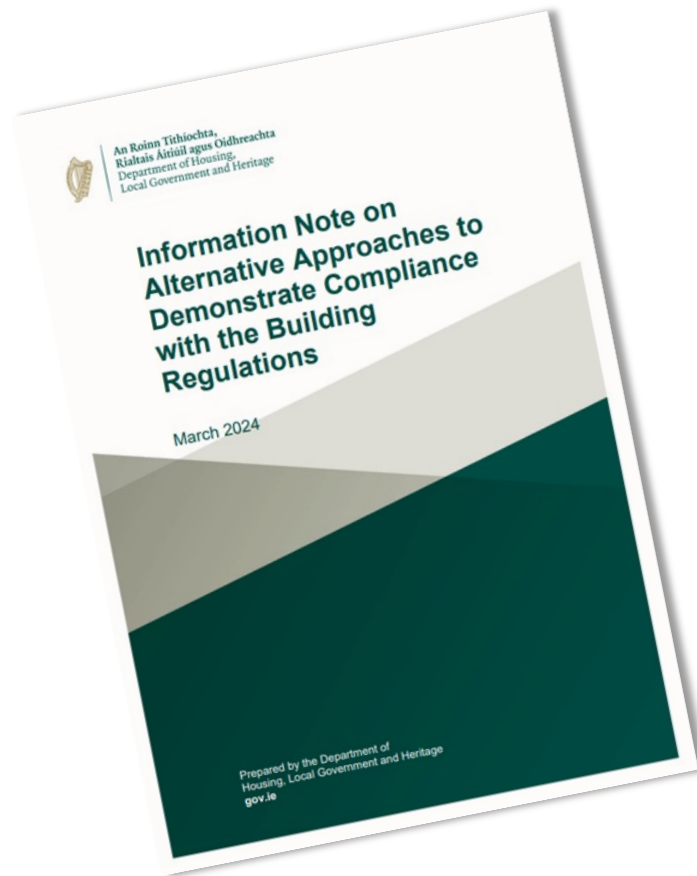 An Roinn Tithíochta,
Rialtais Áitiúil agus Oidhreachta
Department of Housing,
Local Government and Heritage
Information Note on
Alternative Approaches to
Demonstrate Compliance
with the Building
Regulations
March 2024
Prepared by the Department of
Housing, Local Government and Heritage
gov.ie